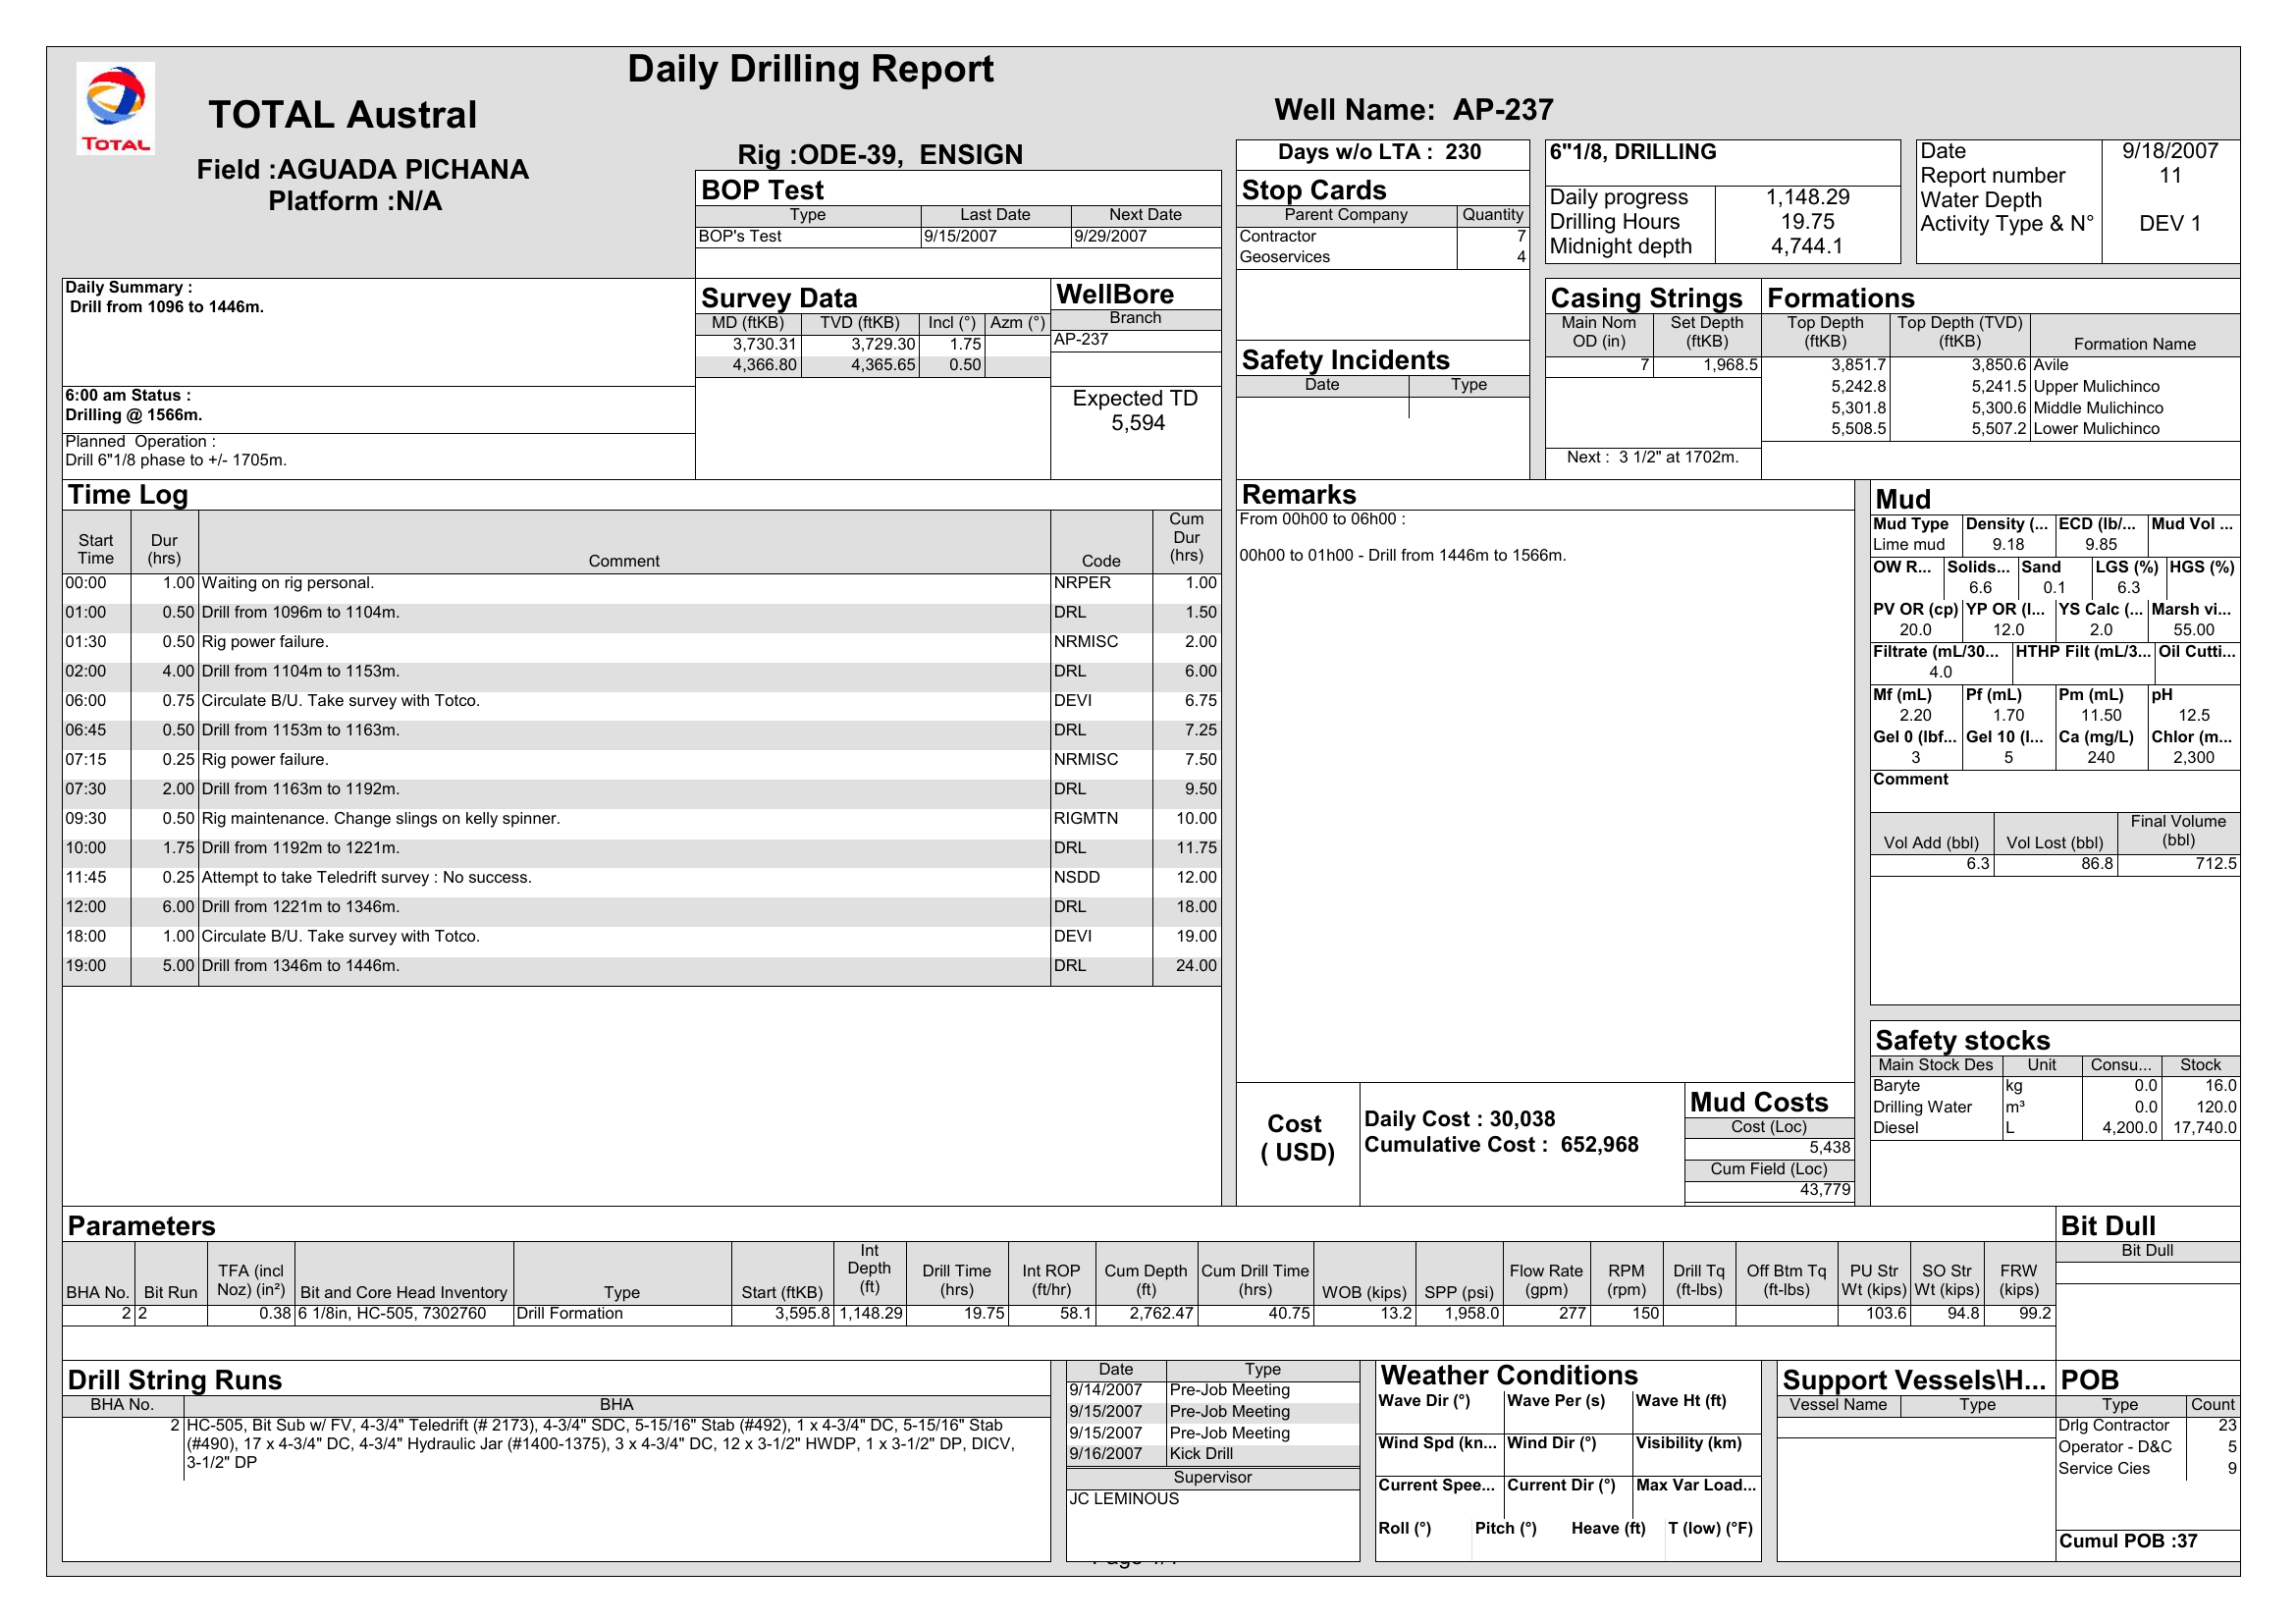 Daily Drilling Report
TOTAL
TOTAL Austral
Well Name: AP-237
Field :AGUADA PICHANA
Platform :N/A
Rig :ODE-39, ENSIGN
Days w/o LTA : 230
6"1/8, DRILLING
Date 9/18/2007
Report number 11
Water Depth
Activity Type & N° DEV 1
Daily progress 1,148.29
Drilling Hours 19.75
Midnight depth 4,744.1
BOP Test
Type Last Date Next Date
BOP's Test 9/15/2007 9/29/2007
Stop Cards
Parent Company Quantity
Contractor 7
Geoservices 4
Daily Summary :
Drill from 1096 to 1446m.
6:00 am Status :
Drilling @ 1566m.
Planned Operation :
Drill 6"1/8 phase to +/- 1705m.
Survey Data
MD (ftKB) TVD (ftKB) Incl (°) Azm (°)
3,730.31 3,729.30 1.75
4,366.80 4,365.65 0.50
WellBore
Branch
AP-237
Expected TD
5,594
Safety Incidents
Date Type
Casing Strings
Main Nom OD (in) Set Depth (ftKB)
7 1,968.5
Next : 3 1/2" at 1702m.
Formations
Top Depth (ftKB) Top Depth (TVD) (ftKB) Formation Name
3,851.7 3,850.6 Avile
5,242.8 5,241.5 Upper Mulichinco
5,301.8 5,300.6 Middle Mulichinco
5,508.5 5,507.2 Lower Mulichinco
Time Log
Start Time Dur (hrs) Comment Code Cum Dur (hrs)
00:00 1.00 Waiting on rig personal. NRPER 1.00
01:00 0.50 Drill from 1096m to 1104m. DRL 1.50
01:30 0.50 Rig power failure. NRMISC 2.00
02:00 4.00 Drill from 1104m to 1153m. DRL 6.00
06:00 0.75 Circulate B/U. Take survey with Totco. DEVI 6.75
06:45 0.50 Drill from 1153m to 1163m. DRL 7.25
07:15 0.25 Rig power failure. NRMISC 7.50
07:30 2.00 Drill from 1163m to 1192m. DRL 9.50
09:30 0.50 Rig maintenance. Change slings on kelly spinner. RIGMTN 10.00
10:00 1.75 Drill from 1192m to 1221m. DRL 11.75
11:45 0.25 Attempt to take Teledrift survey : No success. NSDD 12.00
12:00 6.00 Drill from 1221m to 1346m. DRL 18.00
18:00 1.00 Circulate B/U. Take survey with Totco. DEVI 19.00
19:00 5.00 Drill from 1346m to 1446m. DRL 24.00
Remarks
From 00h00 to 06h00 :
00h00 to 01h00 - Drill from 1446m to 1566m.
Mud
Mud Type Density (... ECD (lb/... Mud Vol ...
Lime mud 9.18 9.85
OW R... Solids... Sand LGS (%) HGS (%)
6.6 0.1 6.3
PV OR (cp) YP OR (l... YS Calc (... Marsh vi...
20.0 12.0 2.0 55.00
Filtrate (mL/30... HTHP Filt (mL/3... Oil Cutti...
4.0
Mf (mL) Pf (mL) Pm (mL) pH
2.20 1.70 11.50 12.5
Gel 0 (lbf... Gel 10 (l... Ca (mg/L) Chlor (m...
3 5 240 2,300
Comment
Vol Add (bbl) Vol Lost (bbl) Final Volume (bbl)
6.3 86.8 712.5
Safety stocks
Main Stock Des Unit Consu... Stock
Baryte kg 0.0 16.0
Drilling Water m³ 0.0 120.0
Diesel L 4,200.0 17,740.0
Cost
( USD)
Daily Cost : 30,038
Cumulative Cost : 652,968
Mud Costs
Cost (Loc)
5,438
Cum Field (Loc)
43,779
Parameters
BHA No. Bit Run TFA (incl Noz) (in²) Bit and Core Head Inventory Type Start (ftKB) Int Depth (ft) Drill Time (hrs) Int ROP (ft/hr) Cum Depth (ft) Cum Drill Time (hrs) WOB (kips) SPP (psi) Flow Rate (gpm) RPM (rpm) Drill Tq (ft-lbs) Off Btm Tq (ft-lbs) PU Str Wt (kips) SO Str Wt (kips) FRW (kips)
2 2 0.38 6 1/8in, HC-505, 7302760 Drill Formation 3,595.8 1,148.29 19.75 58.1 2,762.47 40.75 13.2 1,958.0 277 150 103.6 94.8 99.2
Bit Dull
Bit Dull
Drill String Runs
BHA No. BHA
2 HC-505, Bit Sub w/ FV, 4-3/4" Teledrift (# 2173), 4-3/4" SDC, 5-15/16" Stab (#492), 1 x 4-3/4" DC, 5-15/16" Stab
(#490), 17 x 4-3/4" DC, 4-3/4" Hydraulic Jar (#1400-1375), 3 x 4-3/4" DC, 12 x 3-1/2" HWDP, 1 x 3-1/2" DP, DICV,
3-1/2" DP
Date Type
9/14/2007 Pre-Job Meeting
9/15/2007 Pre-Job Meeting
9/15/2007 Pre-Job Meeting
9/16/2007 Kick Drill
Supervisor
JC LEMINOUS
Weather Conditions
Wave Dir (°) Wave Per (s) Wave Ht (ft)
Wind Spd (kn... Wind Dir (°) Visibility (km)
Current Spee... Current Dir (°) Max Var Load...
Roll (°) Pitch (°) Heave (ft) T (low) (°F)
Support Vessels\H...
Vessel Name Type
POB
Type Count
Drlg Contractor 23
Operator - D&C 5
Service Cies 9
Cumul POB :37